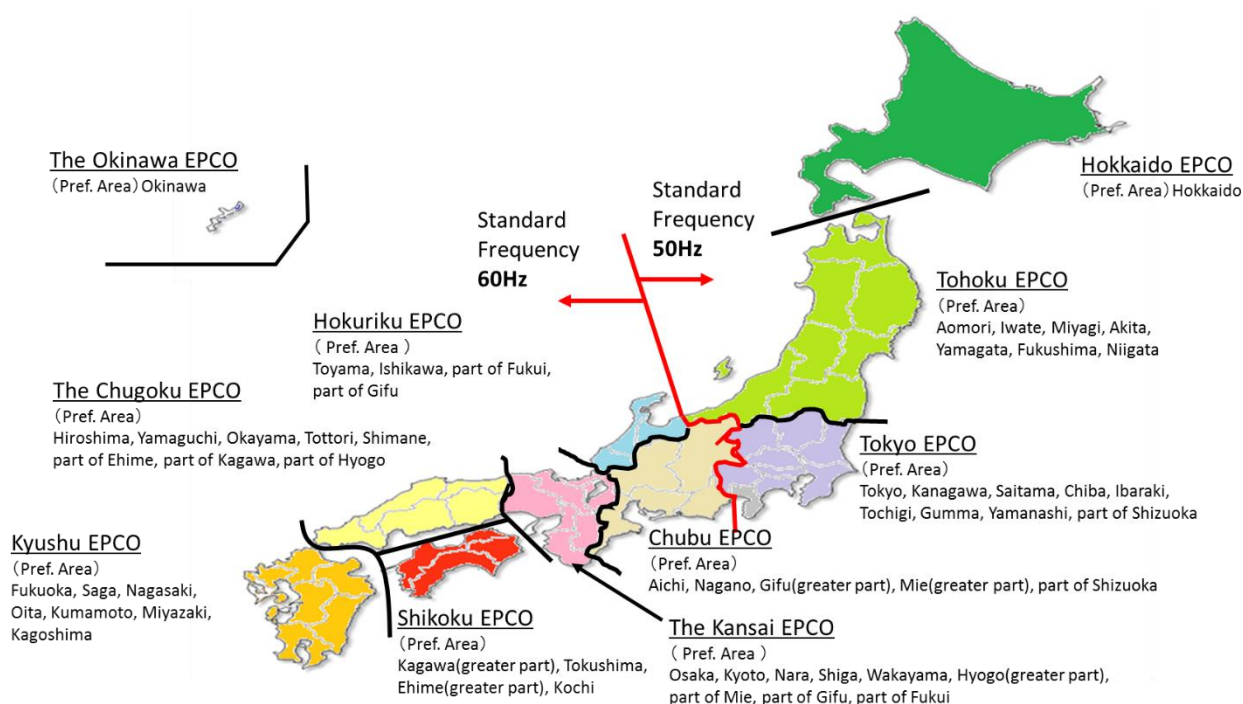 The Okinawa EPCO
(Pref. Area) Okinawa
Standard
Frequency
60Hz
Standard
Frequency
50Hz
Hokkaido EPCO
(Pref. Area) Hokkaido
Tohoku EPCO
(Pref. Area)
Aomori, Iwate, Miyagi, Akita,
Yamagata, Fukushima, Niigata
Hokuriku EPCO
( Pref. Area )
Toyama, Ishikawa, part of Fukui,
part of Gifu
The Chugoku EPCO
(Pref. Area)
Hiroshima, Yamaguchi, Okayama, Tottori, Shimane,
part of Ehime, part of Kagawa, part of Hyogo
Tokyo EPCO
(Pref. Area)
Tokyo, Kanagawa, Saitama, Chiba, Ibaraki,
Tochigi, Gumma, Yamanashi, part of Shizuoka
Kyushu EPCO
(Pref. Area)
Fukuoka, Saga, Nagasaki,
Oita, Kumamoto, Miyazaki,
Kagoshima
Chubu EPCO
(Pref. Area)
Aichi, Nagano, Gifu(greater part), Mie(greater part), part of Shizuoka
Shikoku EPCO
(Pref. Area)
Kagawa(greater part), Tokushima,
Ehime(greater part), Kochi
The Kansai EPCO
( Pref. Area )
Osaka, Kyoto, Nara, Shiga, Wakayama, Hyogo(greater part),
part of Mie, part of Gifu, part of Fukui